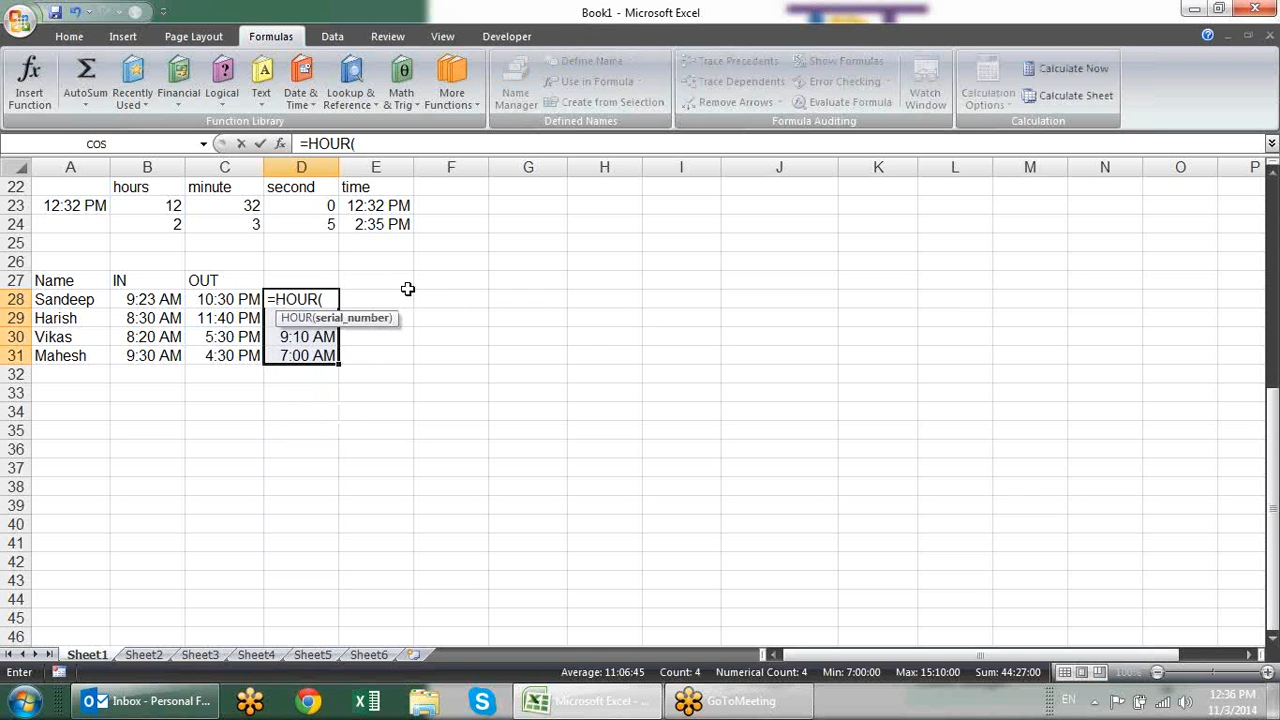 Book1 - Microsoft Excel
Home Insert Page Layout Formulas Data Review View Developer
Insert Function
AutoSum
Recently Used
Financial
Logical
Text
Date & Time
Lookup & Reference
Math & Trig
More Functions
Function Library
Name Manager
Define Name
Use in Formula
Create from Selection
Defined Names
Trace Precedents
Trace Dependents
Remove Arrows
Show Formulas
Error Checking
Evaluate Formula
Formula Auditing
Watch Window
Calculation Options
Calculate Now
Calculate Sheet
Calculation
COS =HOUR(
A B C D E F G H I J K L M N O P
22 hours minute second time
23 12:32 PM 12 32 0 12:32 PM
24 2 3 5 2:35 PM
25
26
27 Name IN OUT
28 Sandeep 9:23 AM 10:30 PM =HOUR(
29 Harish 8:30 AM 11:40 PM HOUR(serial_number)
30 Vikas 8:20 AM 5:30 PM 9:10 AM
31 Mahesh 9:30 AM 4:30 PM 7:00 AM
32
33
34
35
36
37
38
39
40
41
42
43
44
45
46
Sheet1 Sheet2 Sheet3 Sheet4 Sheet5 Sheet6
Enter Average: 11:06:45 Count: 4 Numerical Count: 4 Min: 7:00:00 Max: 15:10:00 Sum: 44:27:00 100%
Inbox - Personal F... Microsoft Excel - ... GoToMeeting EN 12:36 PM
11/3/2014